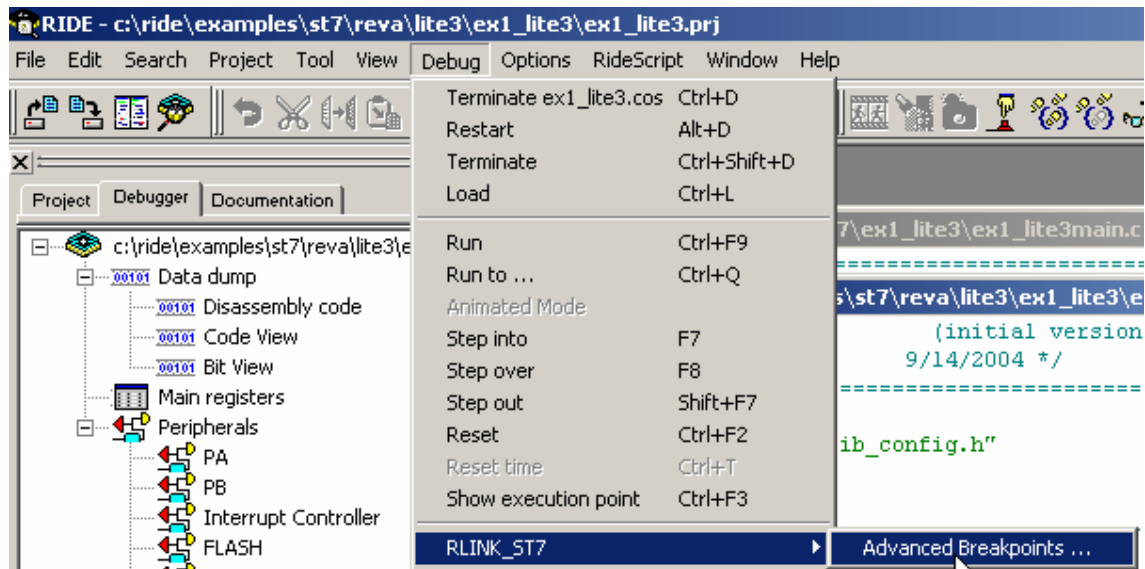 RIDE - c:\ride\examples\st7\reva\lite3\ex1_lite3\ex1_lite3.prj
File Edit Search Project Tool View Debug Options RideScript Window Help
Project Debugger Documentation
c:\ride\examples\st7\reva\lite3\e
Data dump
Disassembly code
Code View
Bit View
Main registers
Peripherals
PA
PB
Interrupt Controller
FLASH
Terminate ex1_lite3.cos Ctrl+D
Restart Alt+D
Terminate Ctrl+Shift+D
Load Ctrl+L
Run Ctrl+F9
Run to ... Ctrl+Q
Animated Mode
Step into F7
Step over F8
Step out Shift+F7
Reset Ctrl+F2
Reset time Ctrl+T
Show execution point Ctrl+F3
RLINK_ST7
Advanced Breakpoints ...
7\ex1_lite3\ex1_lite3main.c
s\st7\reva\lite3\ex1_lite3\e
(initial version
9/14/2004 */
ib_config.h"